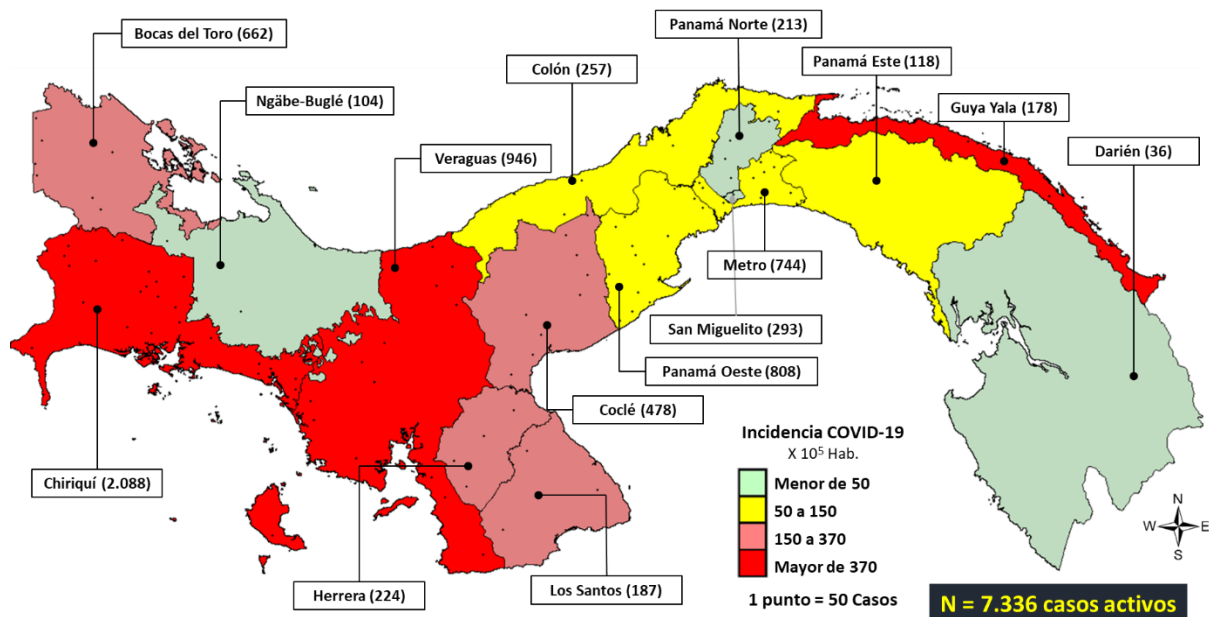 Bocas del Toro (662)
Panamá Norte (213)
Colón (257)
Panamá Este (118)
Ngäbe-Buglé (104)
Guya Yala (178)
Veraguas (946)
Darién (36)
Metro (744)
San Miguelito (293)
Panamá Oeste (808)
Coclé (478)
Chiriquí (2.088)
Herrera (224)
Los Santos (187)
Incidencia COVID-19
X 10⁵ Hab.
Menor de 50
50 a 150
150 a 370
Mayor de 370
1 punto = 50 Casos
N
W E
S
N = 7.336 casos activos